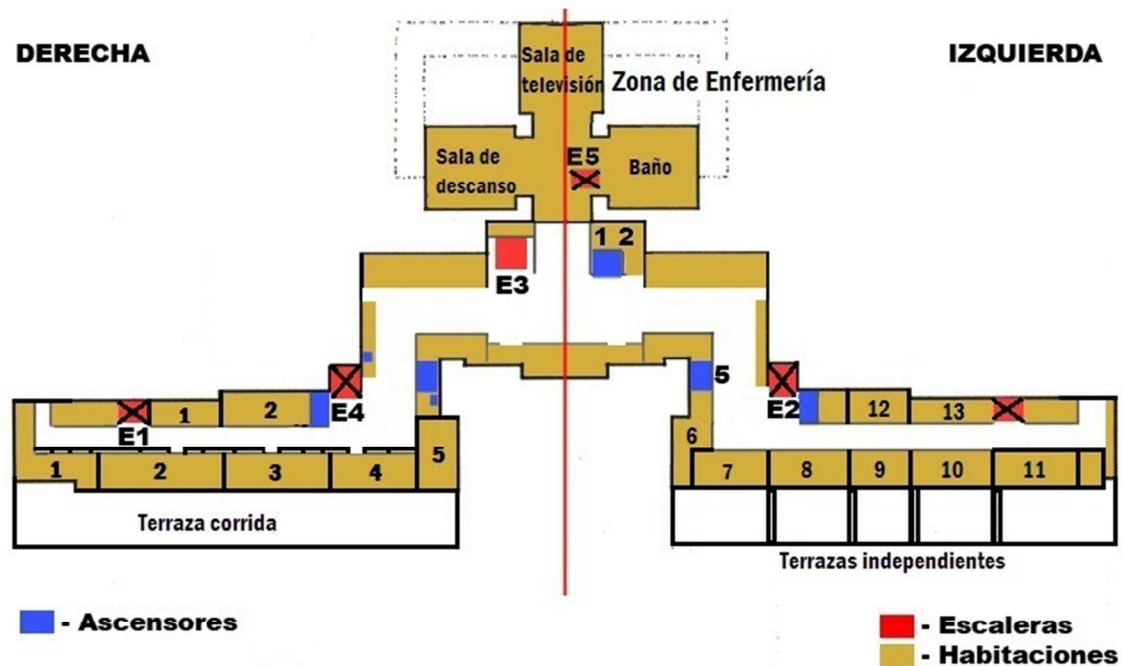 DERECHA
IZQUIERDA
Sala de
televisión
Zona de Enfermería
Sala de
descanso
E5
Baño
1 2
E3
5
E4
E2
E1
1
2
12
13
1
2
3
4
5
6
7
8
9
10
11
Terraza corrida
Terrazas independientes
- Ascensores
- Escaleras
- Habitaciones